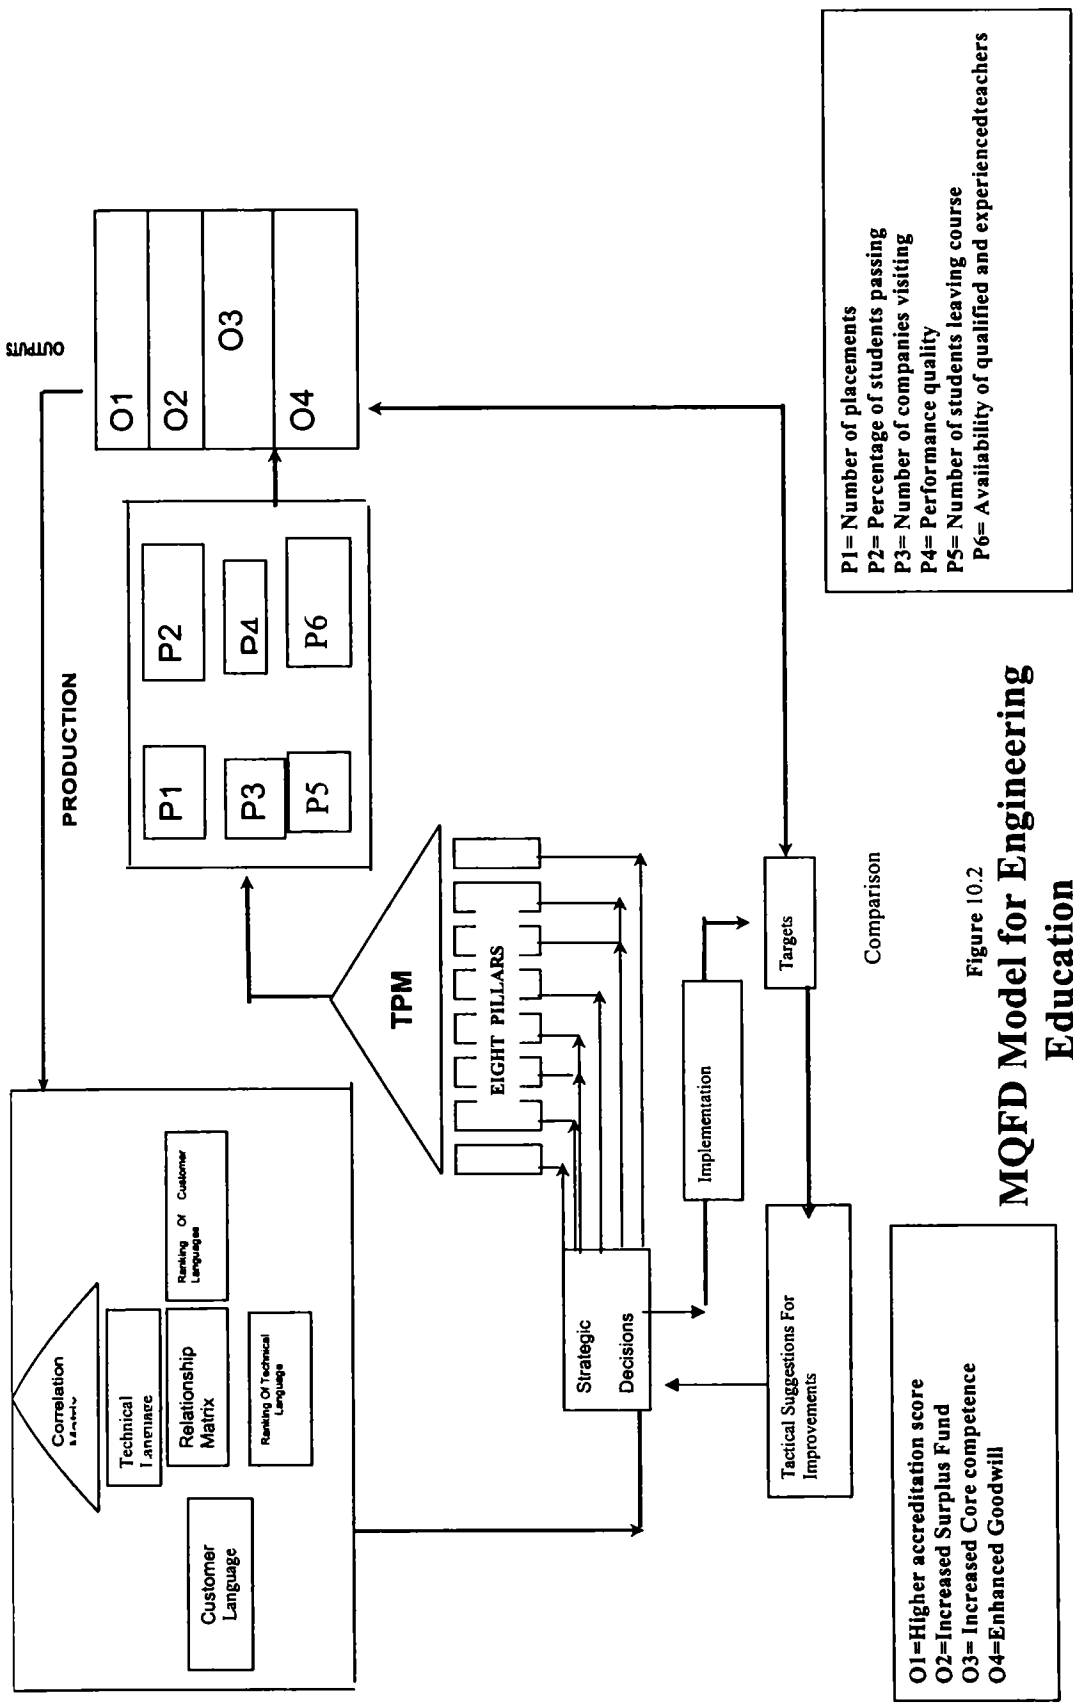 Correlation
Technical
Language
Relationship
Matrix
Ranking Of Customer
Languages
Ranking Of Technical
Language
Customer
Language
PRODUCTION
OUTPUTS
P1
P2
P3
P4
P5
P6
O1
O2
O3
O4
TPM
EIGHT PILLARS
Strategic
Decisions
Implementation
Targets
Tactical Suggestions For
Improvements
Comparison
O1=Higher accreditation score
O2=Increased Surplus Fund
O3= Increased Core competence
O4=Enhanced Goodwill
P1= Number of placements
P2= Percentage of students passing
P3= Number of companies visiting
P4= Performance quality
P5= Number of students leaving course
P6= Availability of qualified and experiencedteachers
Figure 10.2
MQFD Model for Engineering
Education